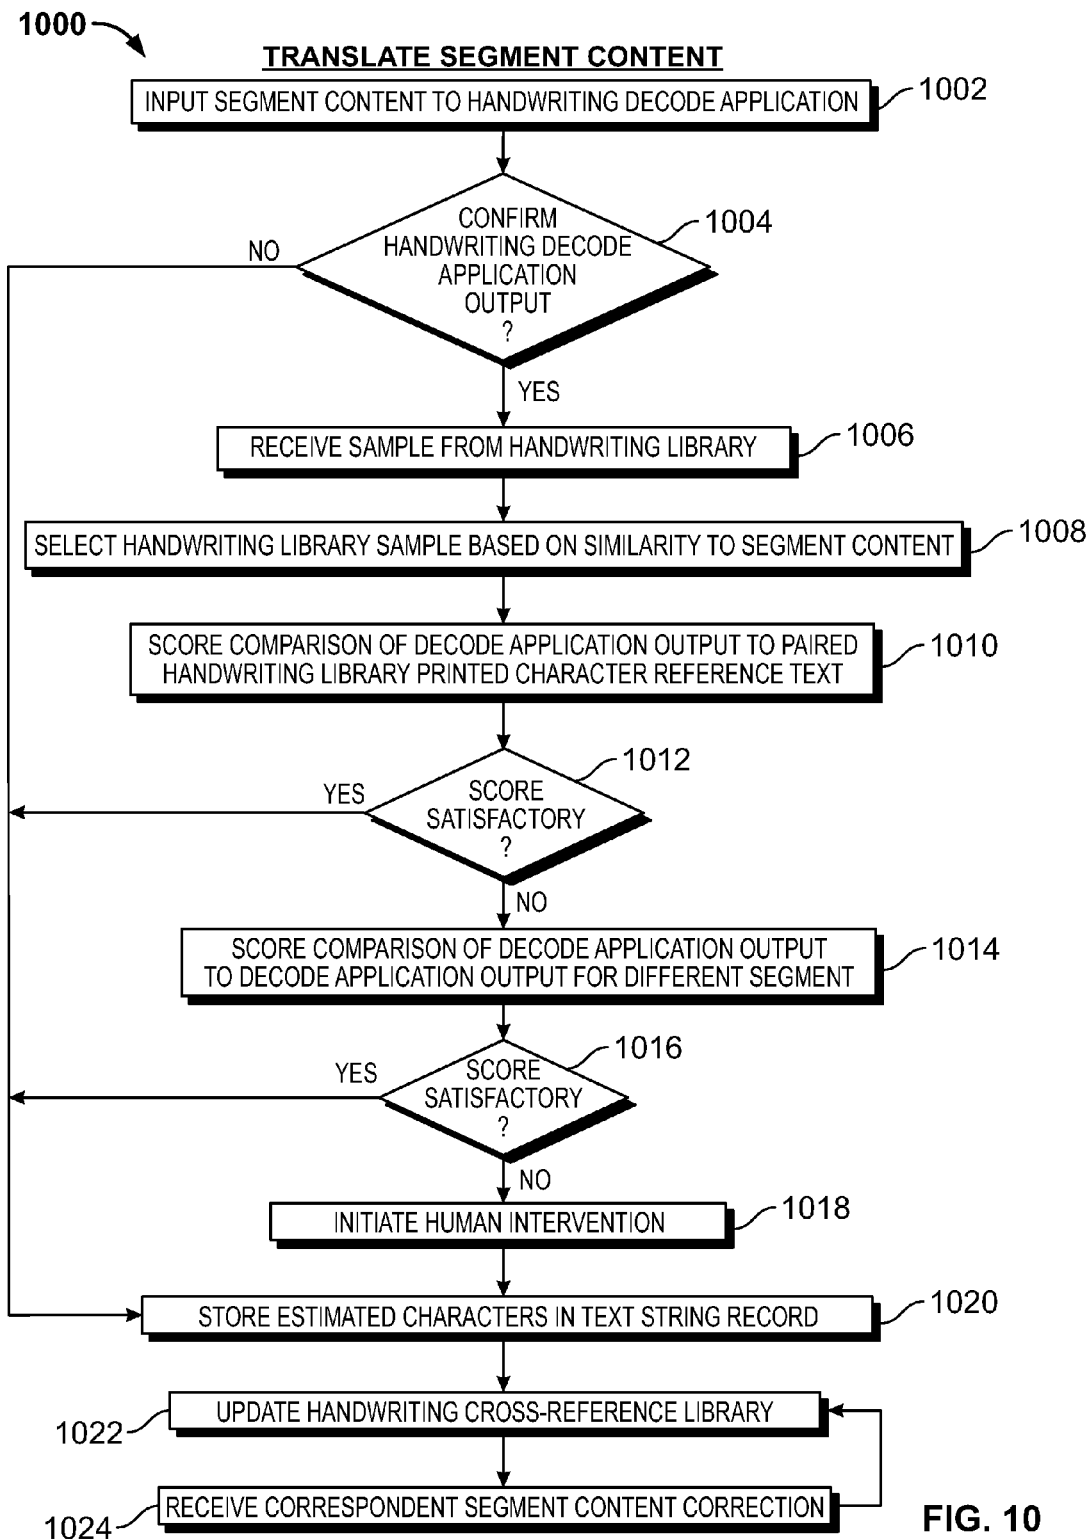 1000
TRANSLATE SEGMENT CONTENT
INPUT SEGMENT CONTENT TO HANDWRITING DECODE APPLICATION
1002
CONFIRM
HANDWRITING DECODE
APPLICATION
OUTPUT
?
1004
NO
YES
RECEIVE SAMPLE FROM HANDWRITING LIBRARY
1006
SELECT HANDWRITING LIBRARY SAMPLE BASED ON SIMILARITY TO SEGMENT CONTENT
1008
SCORE COMPARISON OF DECODE APPLICATION OUTPUT TO PAIRED
HANDWRITING LIBRARY PRINTED CHARACTER REFERENCE TEXT
1010
SCORE
SATISFACTORY
?
1012
YES
NO
SCORE COMPARISON OF DECODE APPLICATION OUTPUT
TO DECODE APPLICATION OUTPUT FOR DIFFERENT SEGMENT
1014
SCORE
SATISFACTORY
?
1016
YES
NO
INITIATE HUMAN INTERVENTION
1018
STORE ESTIMATED CHARACTERS IN TEXT STRING RECORD
1020
UPDATE HANDWRITING CROSS-REFERENCE LIBRARY
1022
RECEIVE CORRESPONDENT SEGMENT CONTENT CORRECTION
1024
FIG. 10